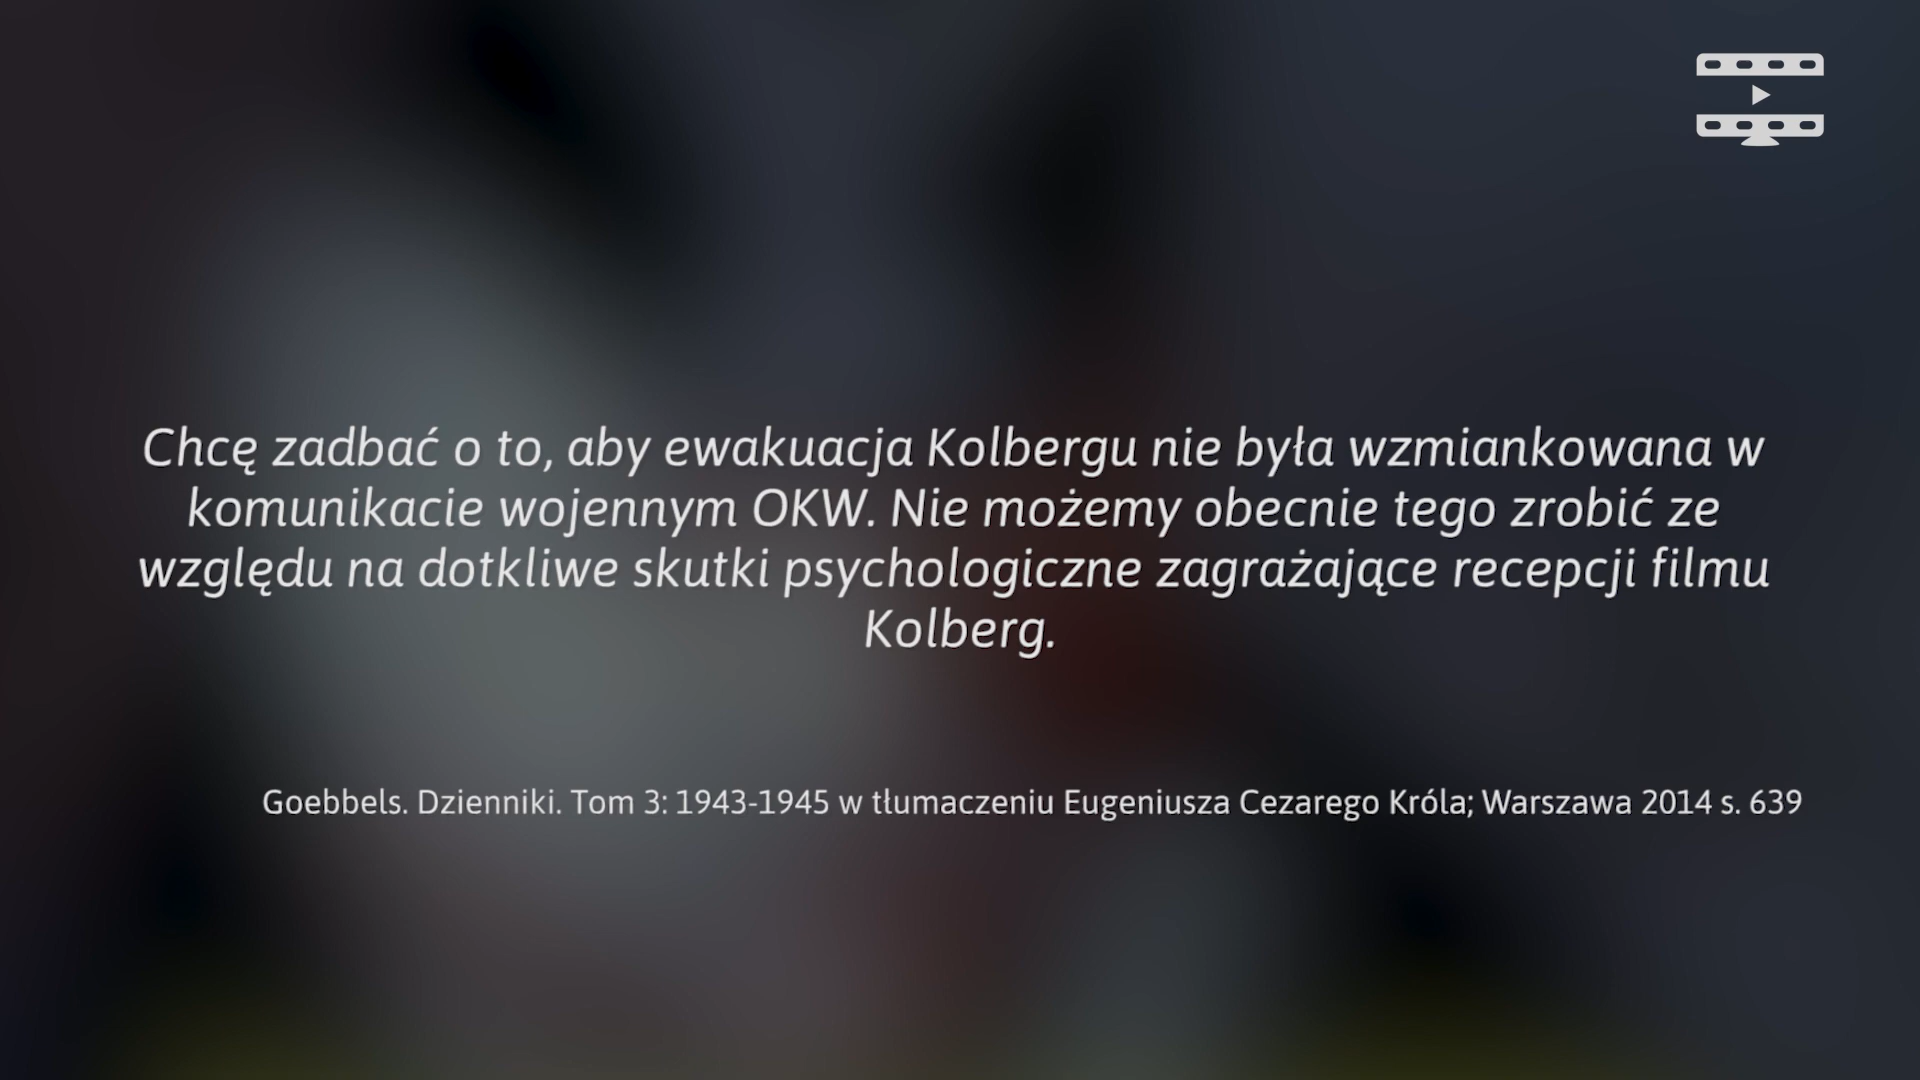 Chcę zadbać o to, aby ewakuacja Kolbergu nie była wzmiankowana w
komunikacie wojennym OKW. Nie możemy obecnie tego zrobić ze
względu na dotkliwe skutki psychologiczne zagrażające recepcji filmu
Kolberg.
Goebbels. Dzienniki. Tom 3: 1943-1945 w tłumaczeniu Eugeniusza Cezarego Króla; Warszawa 2014 s. 639